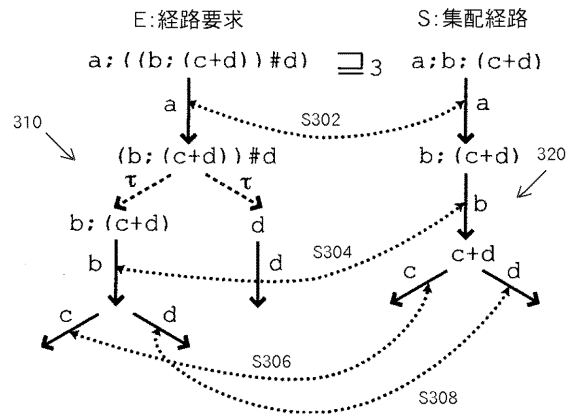 E:経路要求
S:集配経路
a;((b;(c+d))#d) ⊒3 a;b;(c+d)
a
S302
a
310
(b;(c+d))#d
b;(c+d)
320
τ
τ
b
b;(c+d)
d
b
S304
d
c+d
c
d
c
d
S306
S308